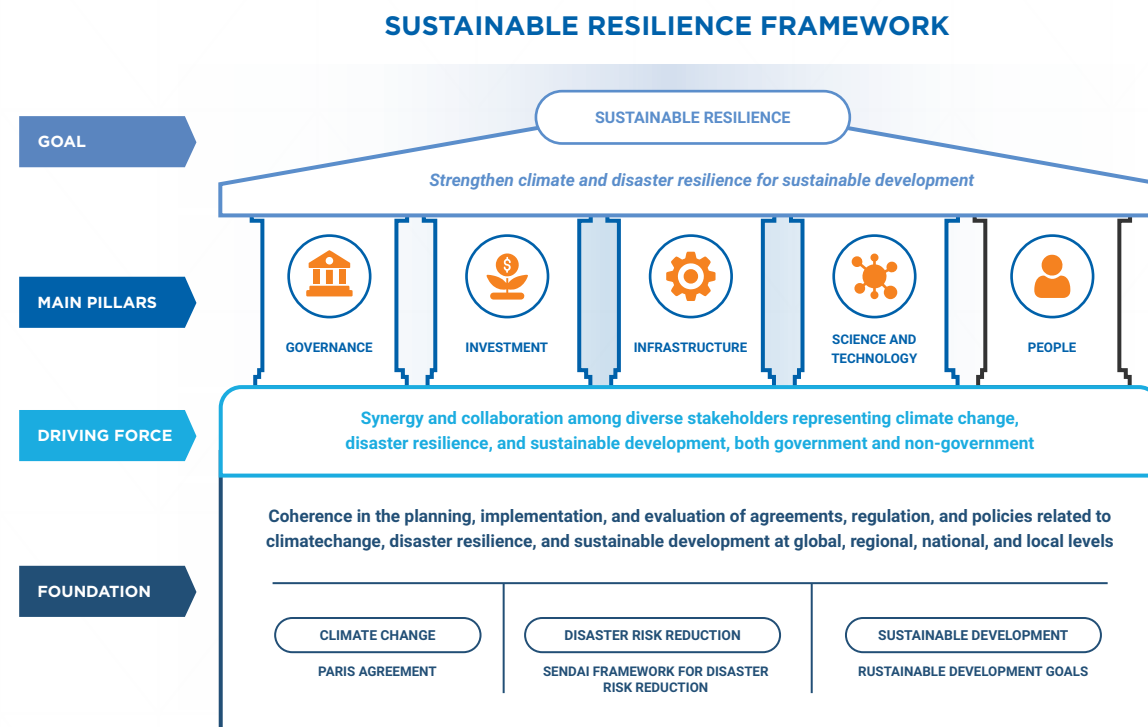 SUSTAINABLE RESILIENCE FRAMEWORK
GOAL
SUSTAINABLE RESILIENCE
Strengthen climate and disaster resilience for sustainable development
MAIN PILLARS
$
GOVERNANCE
INVESTMENT
INFRASTRUCTURE
SCIENCE AND
TECHNOLOGY
PEOPLE
DRIVING FORCE
Synergy and collaboration among diverse stakeholders representing climate change,
disaster resilience, and sustainable development, both government and non-government
FOUNDATION
Coherence in the planning, implementation, and evaluation of agreements, regulation, and policies related to
climatechange, disaster resilience, and sustainable development at global, regional, national, and local levels
CLIMATE CHANGE
PARIS AGREEMENT
DISASTER RISK REDUCTION
SENDAI FRAMEWORK FOR DISASTER
RISK REDUCTION
SUSTAINABLE DEVELOPMENT
RUSTAINABLE DEVELOPMENT GOALS